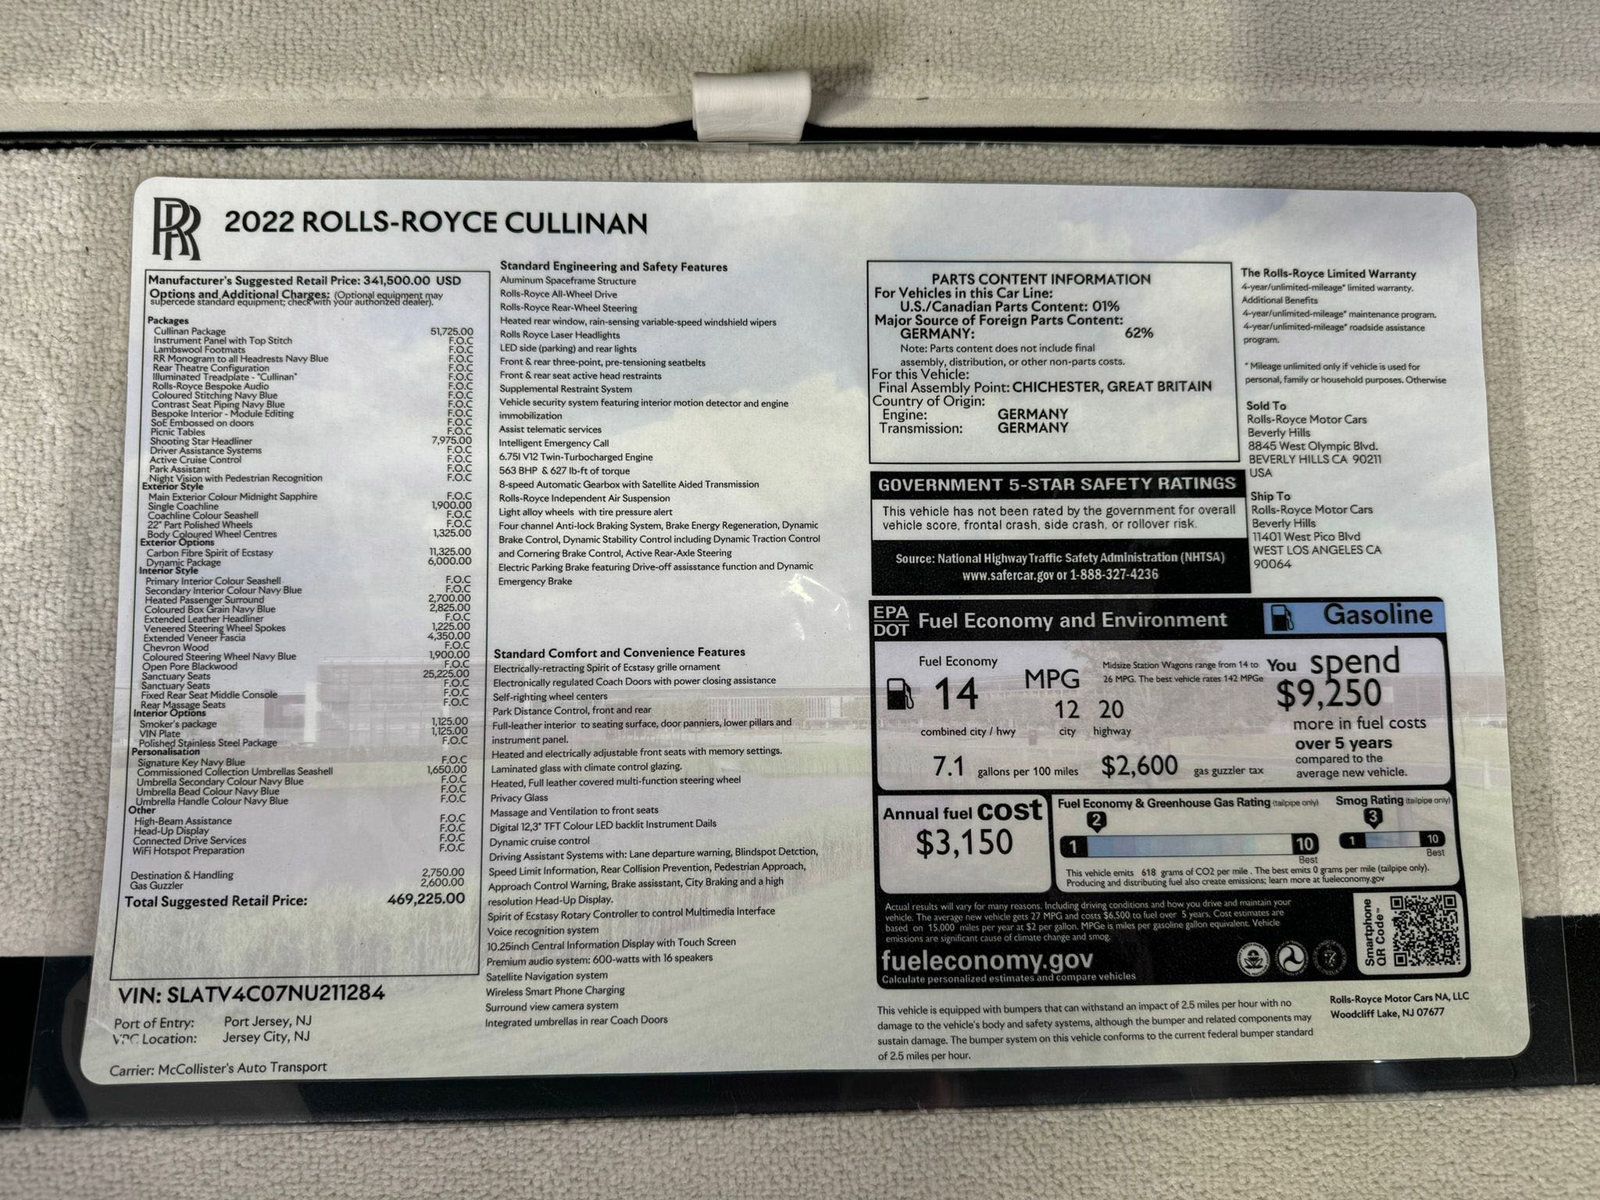 RR
2022 ROLLS-ROYCE CULLINAN
Manufacturer's Suggested Retail Price: 341,500.00 USD
Options and Additional Charges: (Optional equipment may
supercede standard equipment; check with your authorized dealer).
Packages
Cullinan Package 51,725.00
Instrument Panel with Top Stitch F.O.C
Lambswool Footmats F.O.C
RR Monogram to all Headrests Navy Blue F.O.C
Rear Theatre Configuration F.O.C
Illuminated Treadplate - "Cullinan" F.O.C
Rolls-Royce Bespoke Audio F.O.C
Coloured Stitching Navy Blue F.O.C
Contrast Seat Piping Navy Blue F.O.C
Bespoke Interior - Module Editing F.O.C
SoE Embossed on doors F.O.C
Picnic Tables F.O.C
Shooting Star Headliner 7,975.00
Driver Assistance Systems F.O.C
Active Cruise Control F.O.C
Park Assistant F.O.C
Night Vision with Pedestrian Recognition F.O.C
Exterior Style
Main Exterior Colour Midnight Sapphire F.O.C
Single Coachline 1,900.00
Coachline Colour Seashell F.O.C
22" Part Polished Wheels F.O.C
Body Coloured Wheel Centres 1,325.00
Exterior Options
Carbon Fibre Spirit of Ecstasy 11,325.00
Dynamic Package 6,000.00
Interior Style
Primary Interior Colour Seashell F.O.C
Secondary Interior Colour Navy Blue F.O.C
Heated Passenger Surround 2,700.00
Coloured Box Grain Navy Blue 2,825.00
Extended Leather Headliner F.O.C
Veneered Steering Wheel Spokes 1,225.00
Extended Veneer Fascia 4,350.00
Chevron Wood F.O.C
Coloured Steering Wheel Navy Blue 1,900.00
Open Pore Blackwood F.O.C
Sanctuary Seats 25,225.00
Sanctuary Seats F.O.C
Fixed Rear Seat Middle Console F.O.C
Rear Massage Seats F.O.C
Interior Options
Smoker's package 1,125.00
VIN Plate 1,125.00
Polished Stainless Steel Package F.O.C
Personalisation
Signature Key Navy Blue F.O.C
Commissioned Collection Umbrellas Seashell 1,650.00
Umbrella Secondary Colour Navy Blue F.O.C
Umbrella Bead Colour Navy Blue F.O.C
Umbrella Handle Colour Navy Blue F.O.C
Other
High-Beam Assistance F.O.C
Head-Up Display F.O.C
Connected Drive Services F.O.C
WiFi Hotspot Preparation F.O.C
Destination & Handling 2,750.00
Gas Guzzler 2,600.00
Total Suggested Retail Price: 469,225.00
VIN: SLATV4C07NU211284
Port of Entry: Port Jersey, NJ
VPC Location: Jersey City, NJ
Carrier: McCollister's Auto Transport
Standard Engineering and Safety Features
Aluminum Spaceframe Structure
Rolls-Royce All-Wheel Drive
Rolls-Royce Rear-Wheel Steering
Heated rear window, rain-sensing variable-speed windshield wipers
Rolls Royce Laser Headlights
LED side (parking) and rear lights
Front & rear three-point, pre-tensioning seatbelts
Front & rear seat active head restraints
Supplemental Restraint System
Vehicle security system featuring interior motion detector and engine
immobilization
Assist telematic services
Intelligent Emergency Call
6.75l V12 Twin-Turbocharged Engine
563 BHP & 627 lb-ft of torque
8-speed Automatic Gearbox with Satellite Aided Transmission
Rolls-Royce Independent Air Suspension
Light alloy wheels with tire pressure alert
Four channel Anti-lock Braking System, Brake Energy Regeneration, Dynamic
Brake Control, Dynamic Stability Control including Dynamic Traction Control
and Cornering Brake Control, Active Rear-Axle Steering
Electric Parking Brake featuring Drive-off assisstance function and Dynamic
Emergency Brake
Standard Comfort and Convenience Features
Electrically-retracting Spirit of Ecstasy grille ornament
Electronically regulated Coach Doors with power closing assistance
Self-righting wheel centers
Park Distance Control, front and rear
Full-leather interior to seating surface, door panniers, lower pillars and
instrument panel.
Heated and electrically adjustable front seats with memory settings.
Laminated glass with climate control glazing.
Heated, Full leather covered multi-function steering wheel
Privacy Glass
Massage and Ventilation to front seats
Digital 12,3" TFT Colour LED backlit Instrument Dails
Dynamic cruise control
Driving Assistant Systems with: Lane departure warning, Blindspot Detction,
Speed Limit Information, Rear Collision Prevention, Pedestrian Approach,
Approach Control Warning, Brake assisstant, City Braking and a high
resolution Head-Up Display.
Spirit of Ecstasy Rotary Controller to control Multimedia Interface
Voice recognition system
10.25inch Central Information Display with Touch Screen
Premium audio system: 600-watts with 16 speakers
Satellite Navigation system
Wireless Smart Phone Charging
Surround view camera system
Integrated umbrellas in rear Coach Doors
PARTS CONTENT INFORMATION
For Vehicles in this Car Line:
U.S./Canadian Parts Content: 01%
Major Source of Foreign Parts Content:
GERMANY: 62%
Note: Parts content does not include final
assembly, distribution, or other non-parts costs.
For this Vehicle:
Final Assembly Point: CHICHESTER, GREAT BRITAIN
Country of Origin:
Engine: GERMANY
Transmission: GERMANY
GOVERNMENT 5-STAR SAFETY RATINGS
This vehicle has not been rated by the government for overall
vehicle score, frontal crash, side crash, or rollover risk.
Source: National Highway Traffic Safety Administration (NHTSA)
www.safercar.gov or 1-888-327-4236
The Rolls-Royce Limited Warranty
4-year/unlimited-mileage* limited warranty.
Additional Benefits
4-year/unlimited-mileage* maintenance program.
4-year/unlimited-mileage* roadside assistance
program.
* Mileage unlimited only if vehicle is used for
personal, family or household purposes. Otherwise
Sold To
Rolls-Royce Motor Cars
Beverly Hills
8845 West Olympic Blvd.
BEVERLY HILLS CA 90211
USA
Ship To
Rolls-Royce Motor Cars
Beverly Hills
11401 West Pico Blvd
WEST LOS ANGELES CA
90064
EPA
DOT
Fuel Economy and Environment
Gasoline
Fuel Economy
14 MPG
combined city / hwy
12 city
20 highway
Midsize Station Wagons range from 14 to
26 MPG. The best vehicle rates 142 MPGe
7.1 gallons per 100 miles
$2,600 gas guzzler tax
You spend
$9,250
more in fuel costs
over 5 years
compared to the
average new vehicle.
Annual fuel cost
$3,150
Fuel Economy & Greenhouse Gas Rating (tailpipe only)
2
1 10
Best
Smog Rating (tailpipe only)
3
1 10
Best
This vehicle emits 618 grams of CO2 per mile . The best emits 0 grams per mile (tailpipe only).
Producing and distributing fuel also create emissions; learn more at fueleconomy.gov
Actual results will vary for many reasons. Including driving conditions and how you drive and maintain your
vehicle. The average new vehicle gets 27 MPG and costs $6,500 to fuel over 5 years. Cost estimates are
based on 15,000 miles per year at $2 per gallon. MPGe is miles per gasoline gallon equivalent. Vehicle
emissions are significant cause of climate change and smog.
fueleconomy.gov
Calculate personalized estimates and compare vehicles
Smartphone
QR Code™
This vehicle is equipped with bumpers that can withstand an impact of 2.5 miles per hour with no
damage to the vehicle's body and safety systems, although the bumper and related components may
sustain damage. The bumper system on this vehicle conforms to the current federal bumper standard
of 2.5 miles per hour.
Rolls-Royce Motor Cars NA, LLC
Woodcliff Lake, NJ 07677